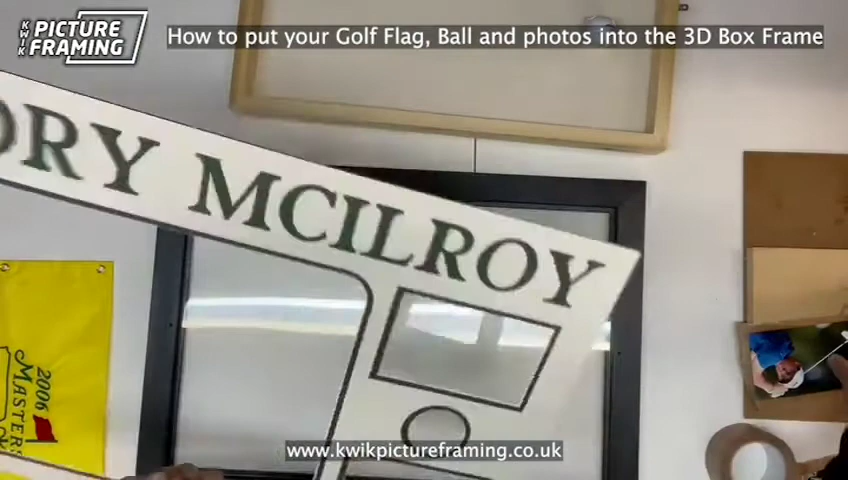 KWIK PICTURE FRAMING
How to put your Golf Flag, Ball and photos into the 3D Box Frame
ORY MCILROY
2006
MASTERS
www.kwikpictureframing.co.uk